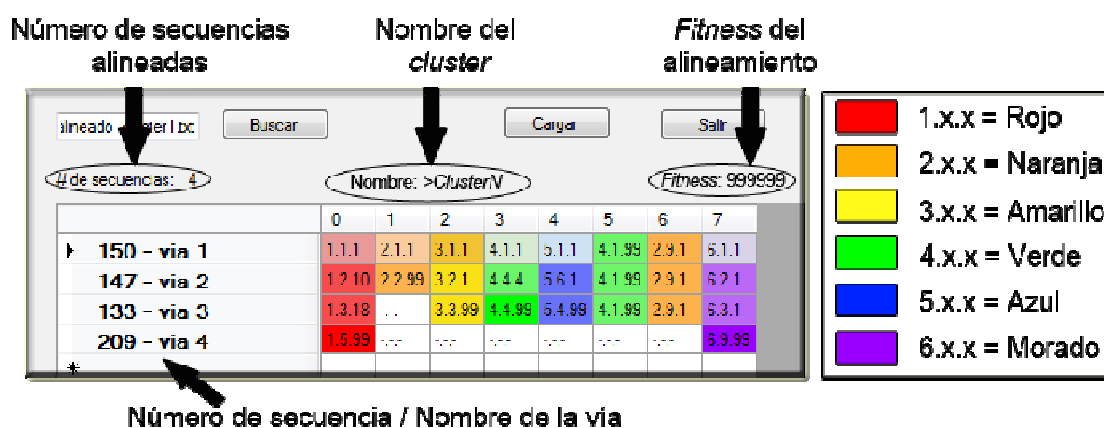 Número de secuencias alineadas
Nombre del cluster
Fitness del alineamiento
Buscar
Cargar
Salir
# de secuencias: 4
Nombre: >ClusterN
Fitness: 999999
0 1 2 3 4 5 6 7
150 - via 1 1.1.1 2.1.1 3.1.1 4.1.1 5.1.1 4.1.99 2.9.1 6.1.1
147 - via 2 1.2.10 2.2.99 3.2.1 4.4.4 5.6.1 4.1.99 2.9.1 6.2.1
133 - via 3 1.3.18 3.3.99 4.4.99 5.4.99 4.1.99 2.9.1 6.3.1
209 - via 4 1.5.99 -.-.- -.-.- -.-.- -.-.- -.-.- -.-.- 6.9.99
*
Número de secuencia / Nombre de la vía
1.x.x = Rojo
2.x.x = Naranja
3.x.x = Amarillo
4.x.x = Verde
5.x.x = Azul
6.x.x = Morado